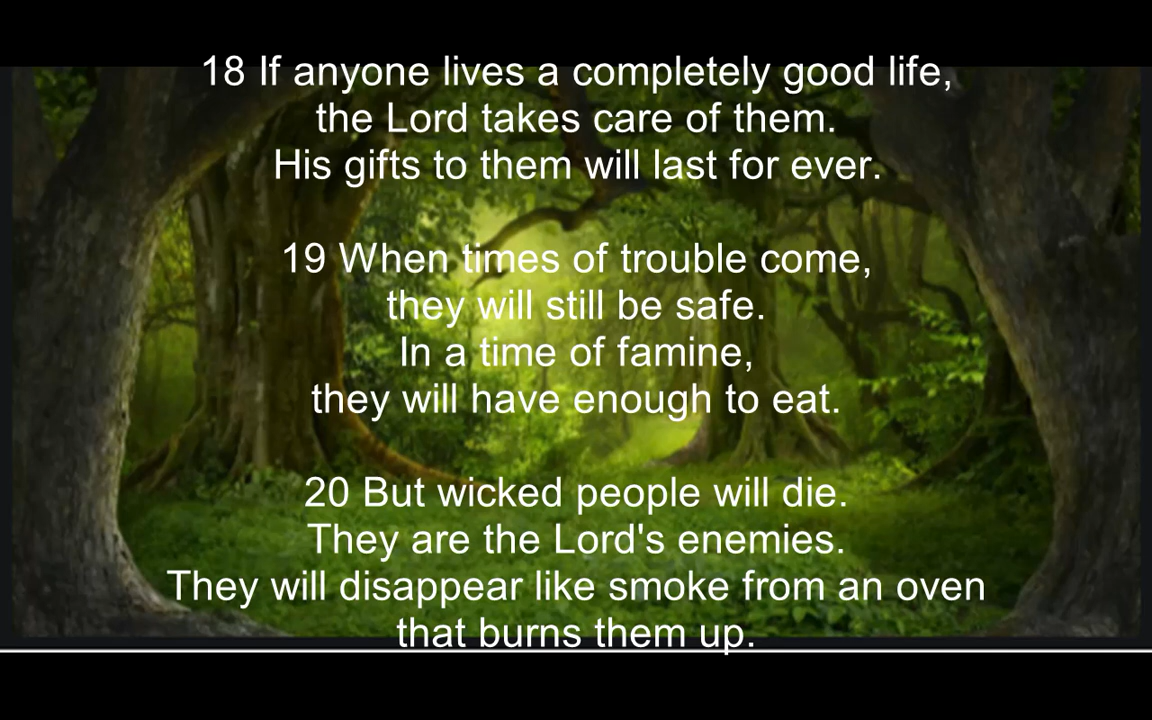 18 If anyone lives a completely good life,
the Lord takes care of them.
His gifts to them will last for ever.
19 When times of trouble come,
they will still be safe.
In a time of famine,
they will have enough to eat.
20 But wicked people will die.
They are the Lord's enemies.
They will disappear like smoke from an oven
that burns them up.